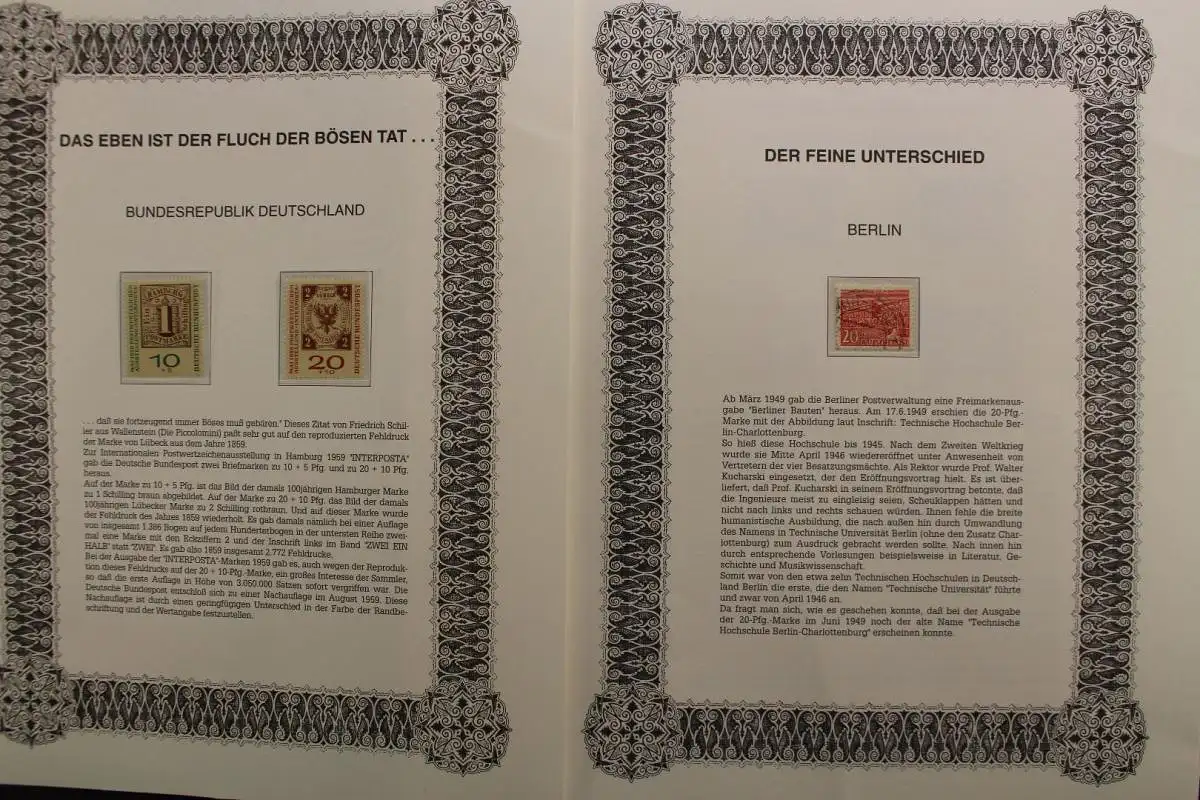 DAS EBEN IST DER FLUCH DER BÖSEN TAT . . .
BUNDESREPUBLIK DEUTSCHLAND
10
DEUTSCHE BUNDESPOST
20
DEUTSCHE BUNDESPOST
. . . daß sie fortzeugend immer Böses muß gebären." Dieses Zitat von Friedrich Schil-
ler aus Wallenstein (Die Piccolomini) paßt sehr gut auf den reproduzierten Fehldruck
der Marke von Lübeck aus dem Jahre 1859.
Zur Internationalen Postwertzeichenausstellung in Hamburg 1959 "INTERPOSTA"
gab die Deutsche Bundespost zwei Briefmarken zu 10 + 5 Pfg. und zu 20 + 10 Pfg.
heraus.
Auf der Marke zu 10 + 5 Pfg. ist das Bild der damals 100jährigen Hamburger Marke
zu 1 Schilling braun abgebildet. Auf der Marke zu 20 + 10 Pfg. das Bild der damals
100jährigen Lübecker Marke zu 2 Schilling rotbraun. Und auf dieser Marke wurde
der Fehldruck des Jahres 1859 wiederholt. Es gab damals nämlich bei einer Auflage
von insgesamt 1.386 Bogen auf jedem Hundertetbogen in der untersten Reihe zwei-
mal eine Marke mit den Eckziffern 2 und der Inschrift links im Band "ZWEI EIN
HALB" statt "ZWEI". Es gab also 1859 insgesamt 2.772 Fehldrucke.
Bei der Ausgabe der "INTERPOSTA"-Marken 1959 gab es, auch wegen der Reproduk-
tion dieses Fehldrucks auf der 20 + 10-Pfg.-Marke, ein großes Interesse der Sammler,
so daß die erste Auflage in Höhe von 3.050.000 Sätzen sofort vergriffen war. Die
Deutsche Bundespost entschloß sich zu einer Nachauflage im August 1959. Diese
Nachauflage ist durch einen geringfügigen Unterschied in der Farbe der Randbe-
schriftung und der Wertangabe festzustellen.
DER FEINE UNTERSCHIED
BERLIN
20
Ab März 1949 gab die Berliner Postverwaltung eine Freimarkenaus-
gabe "Berliner Bauten" heraus. Am 17.6.1949 erschien die 20-Pfg.-
Marke mit der Abbildung laut Inschrift: Technische Hochschule Ber-
lin-Charlottenburg.
So hieß diese Hochschule bis 1945. Nach dem Zweiten Weltkrieg
wurde sie Mitte April 1946 wiedereröffnet unter Anwesenheit von
Vertretern der vier Besatzungsmächte. Als Rektor wurde Prof. Walter
Kucharski eingesetzt, der den Eröffnungsvortrag hielt. Es ist über-
liefert, daß Prof. Kucharski in seinem Eröffnungsvortrag betonte, daß
die Ingenieure meist zu eingleisig seien, Scheuklappen hätten und
nicht nach links und rechts schauen würden. Ihnen fehle die breite
humanistische Ausbildung, die nach außen hin durch Umwandlung
des Namens in Technische Universität Berlin (ohne den Zusatz Char-
lottenburg) zum Ausdruck gebracht werden sollte. Nach innen hin
durch entsprechende Vorlesungen beispielsweise in Literatur, Ge-
schichte und Musikwissenschaft.
Somit war von den etwa zehn Technischen Hochschulen in Deutsch-
land Berlin die erste, die den Namen "Technische Universität" führte
und zwar von April 1946 an.
Da fragt man sich, wie es geschehen konnte, daß bei der Ausgabe
der 20-Pfg.-Marke im Juni 1949 noch der alte Name "Technische
Hochschule Berlin-Charlottenburg" erscheinen konnte.